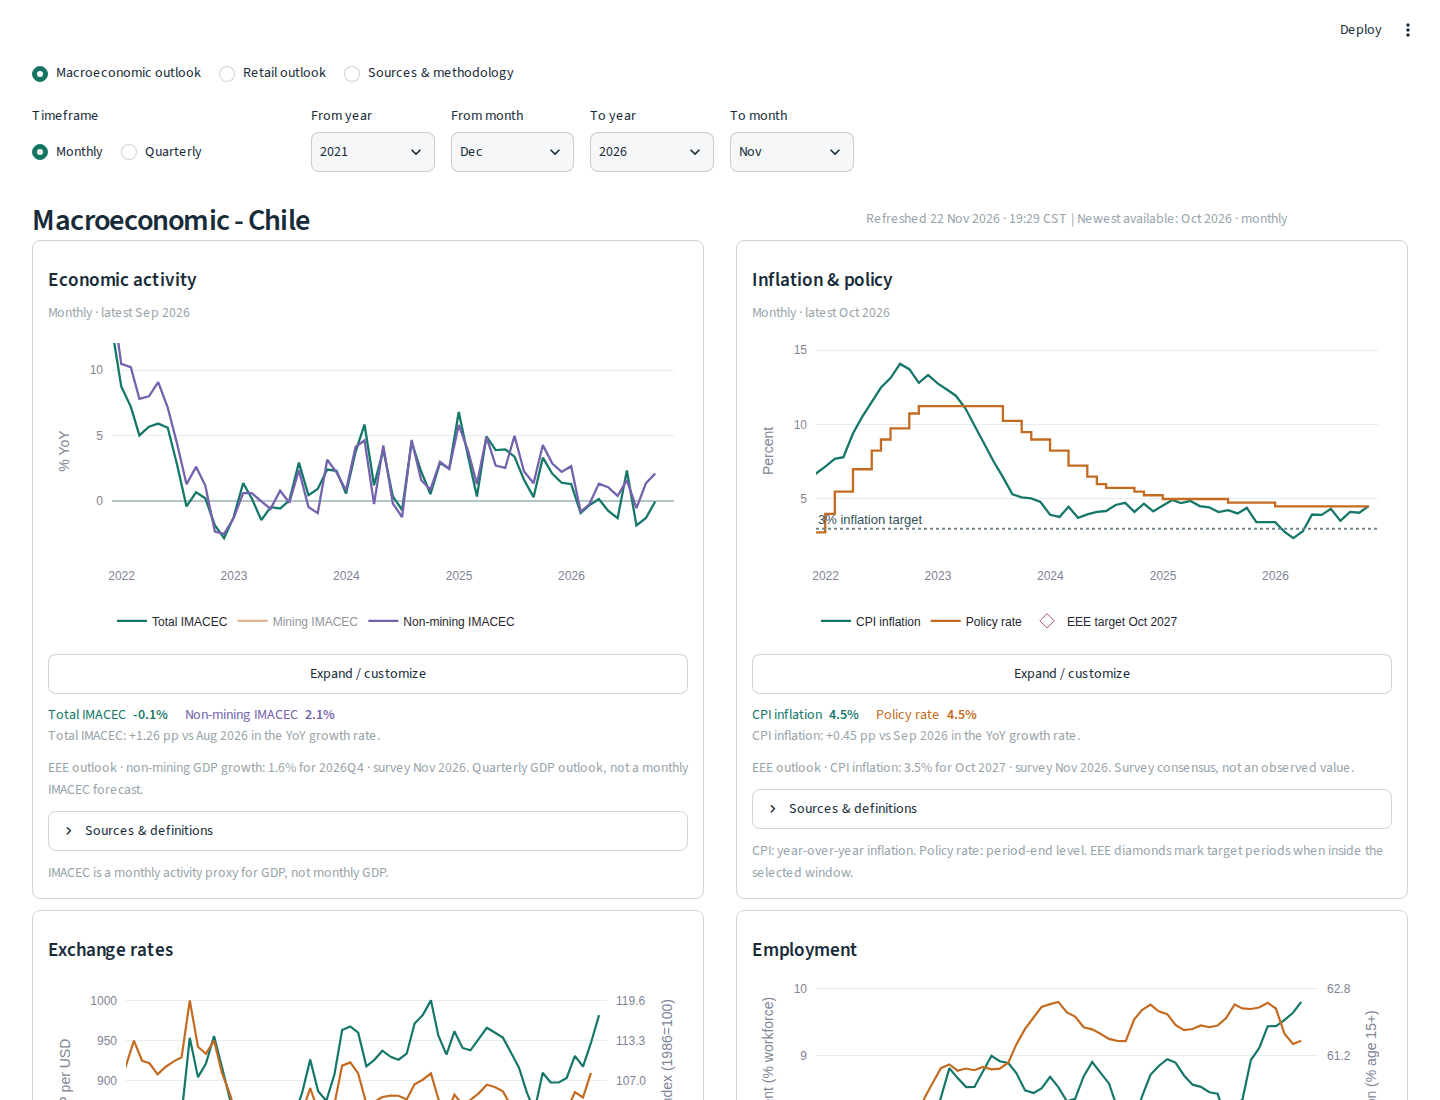 Deploy
Macroeconomic outlook Retail outlook Sources & methodology
Timeframe From year From month To year To month
Monthly Quarterly 2021 Dec 2026 Nov
Macroeconomic - Chile
Refreshed 22 Nov 2026 · 19:29 CST | Newest available: Oct 2026 · monthly
Economic activity
Monthly · latest Sep 2026
10
5
0
% YoY
2022 2023 2024 2025 2026
Total IMACEC Mining IMACEC Non-mining IMACEC
Expand / customize
Total IMACEC -0.1% Non-mining IMACEC 2.1%
Total IMACEC: +1.26 pp vs Aug 2026 in the YoY growth rate.
EEE outlook · non-mining GDP growth: 1.6% for 2026Q4 · survey Nov 2026. Quarterly GDP outlook, not a monthly
IMACEC forecast.
Sources & definitions
IMACEC is a monthly activity proxy for GDP, not monthly GDP.
Inflation & policy
Monthly · latest Oct 2026
15
10
5
Percent
3% inflation target
2022 2023 2024 2025 2026
CPI inflation Policy rate EEE target Oct 2027
Expand / customize
CPI inflation 4.5% Policy rate 4.5%
CPI inflation: +0.45 pp vs Sep 2026 in the YoY growth rate.
EEE outlook · CPI inflation: 3.5% for Oct 2027 · survey Nov 2026. Survey consensus, not an observed value.
Sources & definitions
CPI: year-over-year inflation. Policy rate: period-end level. EEE diamonds mark target periods when inside the
selected window.
Exchange rates
1000 119.6
950 113.3
900 107.0
per USD
(1986=100)
Employment
10 62.8
9 61.2
(% workforce)
(% age 15+)